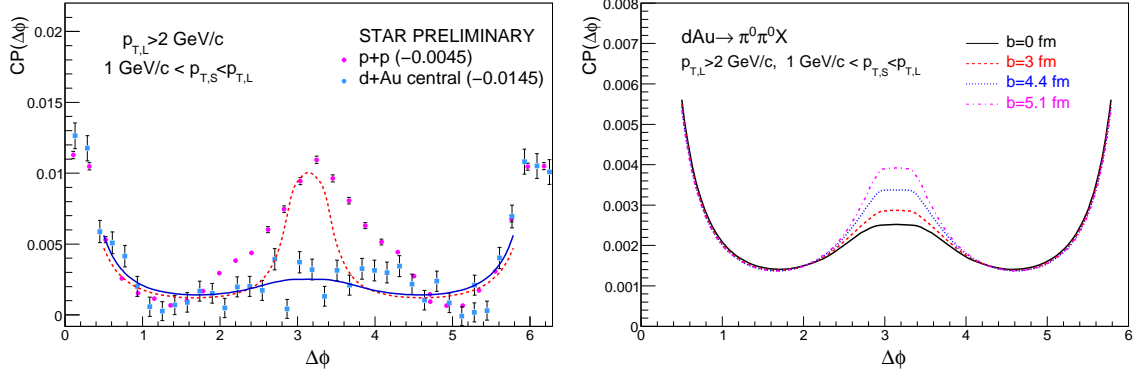 CP(Δφ)
0.02
0.015
0.01
0.005
0
0 1 2 3 4 5 6
Δφ
p_{T,L}>2 GeV/c
1 GeV/c < p_{T,S}<p_{T,L}
STAR PRELIMINARY
p+p (−0.0045)
d+Au central (−0.0145)
CP(Δφ)
0.008
0.007
0.006
0.005
0.004
0.003
0.002
0.001
0
0 1 2 3 4 5 6
Δφ
dAu→ π⁰π⁰X
p_{T,L}>2 GeV/c, 1 GeV/c < p_{T,S}<p_{T,L}
b=0 fm
b=3 fm
b=4.4 fm
b=5.1 fm